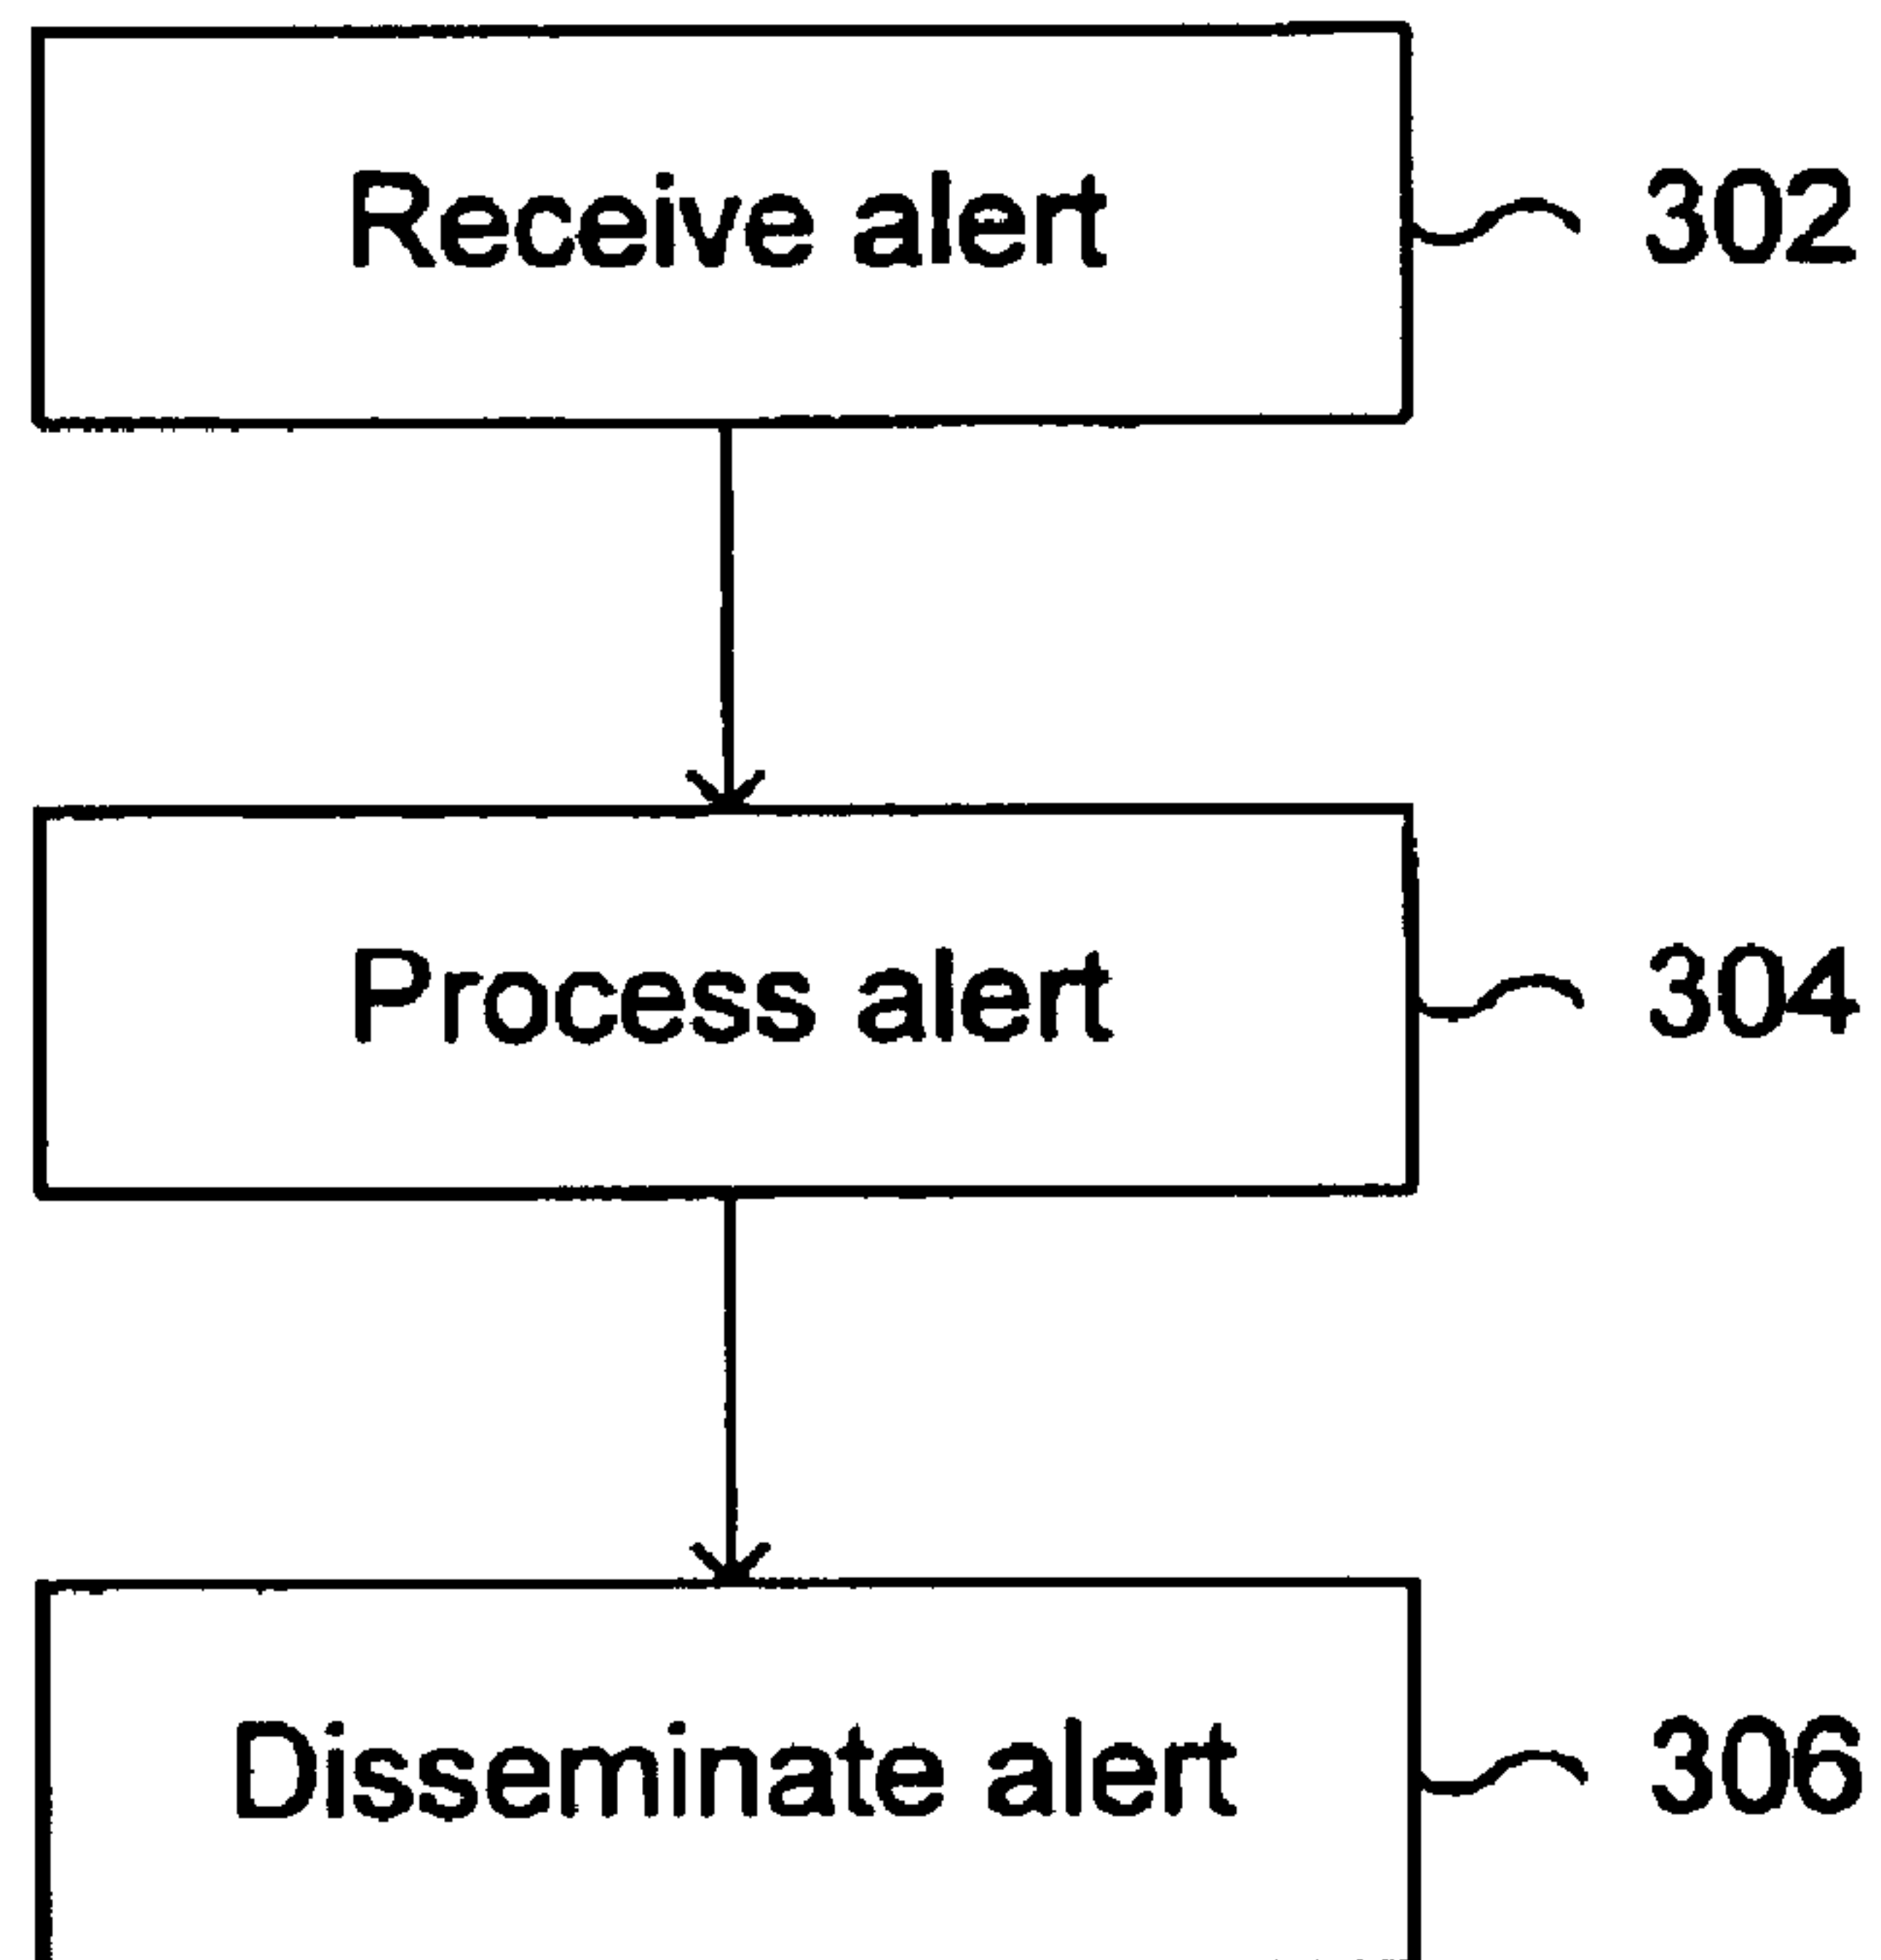 Receive alert
302
Process alert
304
Disseminate alert
306